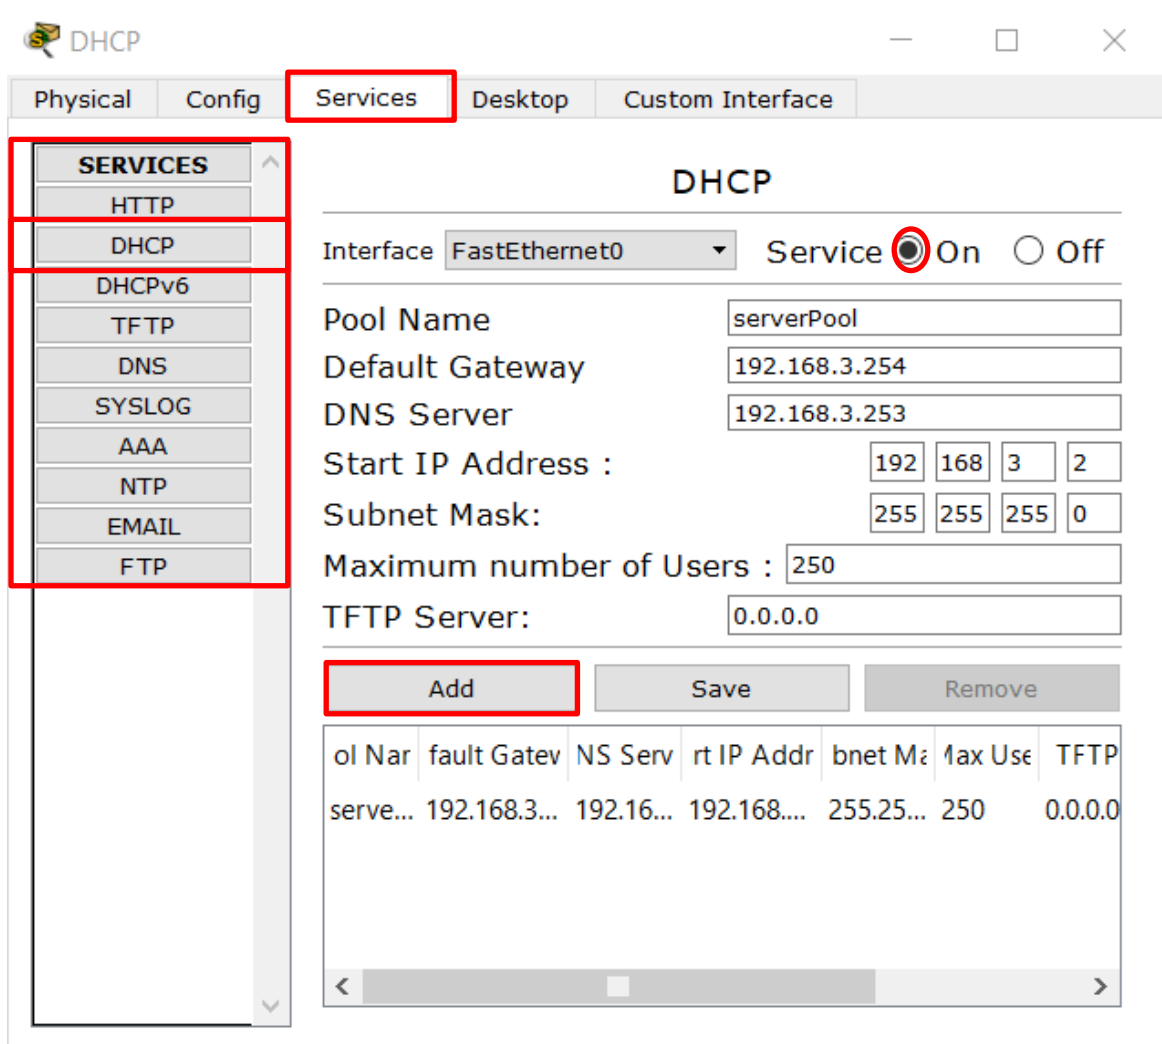 DHCP
Physical Config Services Desktop Custom Interface
SERVICES
HTTP
DHCP
DHCPv6
TFTP
DNS
SYSLOG
AAA
NTP
EMAIL
FTP
DHCP
Interface FastEthernet0 Service On Off
Pool Name serverPool
Default Gateway 192.168.3.254
DNS Server 192.168.3.253
Start IP Address : 192 168 3 2
Subnet Mask: 255 255 255 0
Maximum number of Users : 250
TFTP Server: 0.0.0.0
Add Save Remove
ol Nar fault Gatew NS Serv rt IP Addr bnet Ma Max Use TFTP
serve... 192.168.3... 192.16... 192.168.... 255.25... 250 0.0.0.0